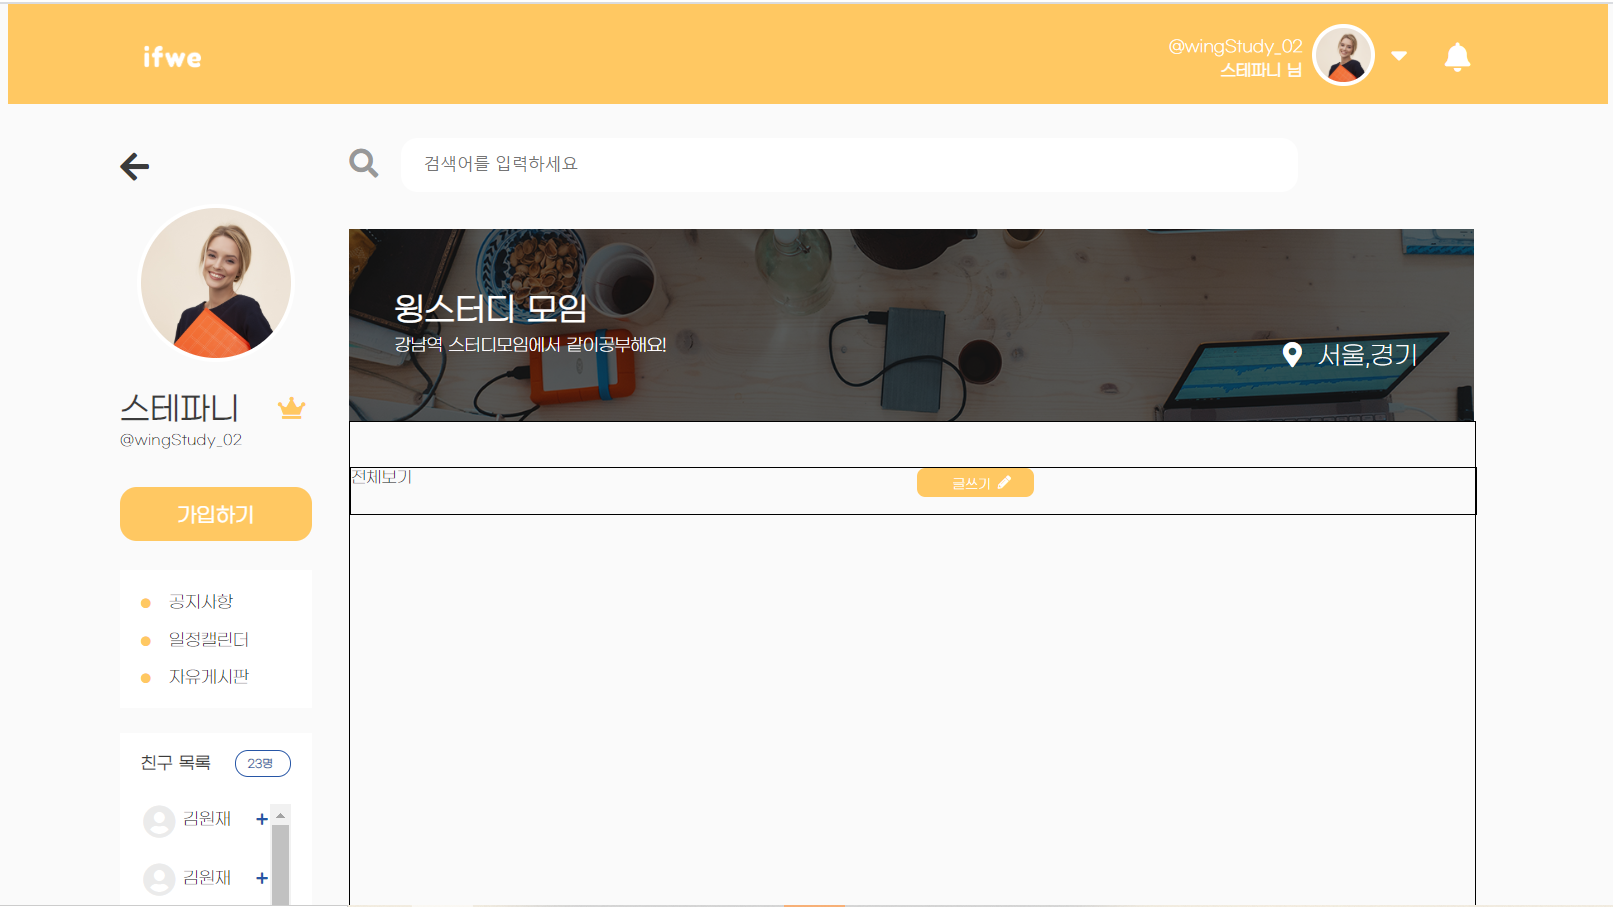 ifwe
@wingStudy_02
스테파니 님
검색어를 입력하세요
윙스터디 모임
강남역 스터디모임에서 같이공부해요!
서울,경기
스테파니
@wingStudy_02
가입하기
전체보기
글쓰기
공지사항
일정캘린더
자유게시판
친구 목록 23명
김원재 +
김원재 +